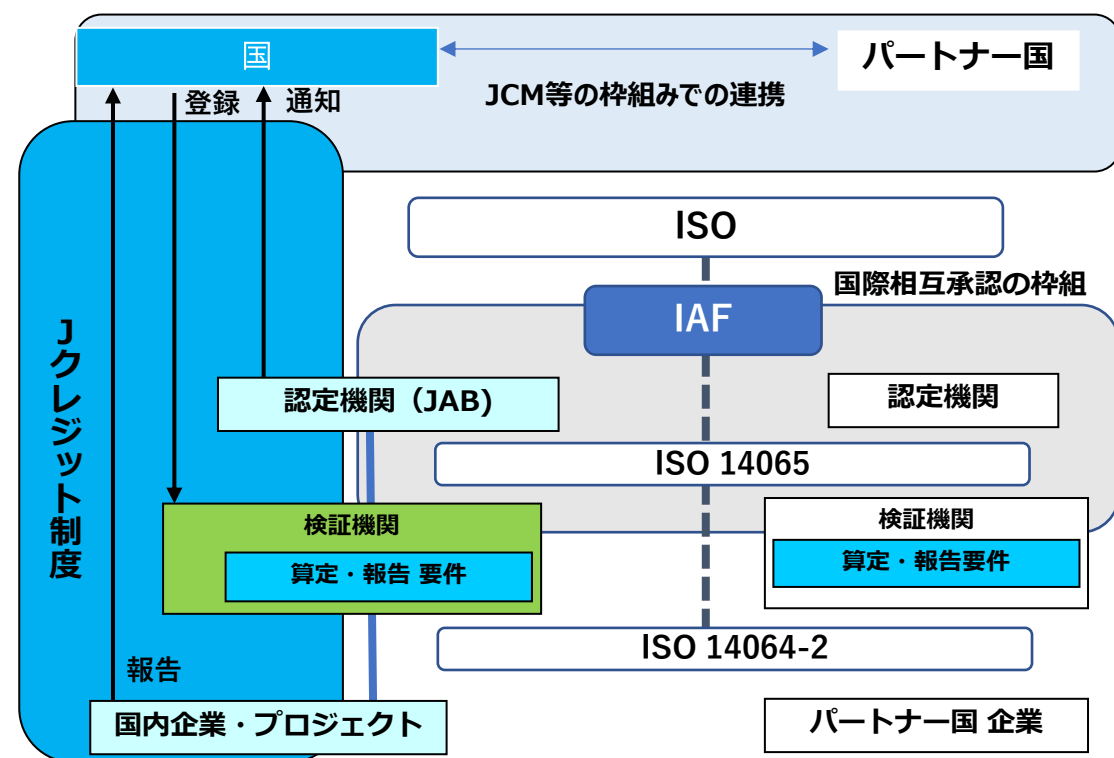 国
パートナー国
JCM等の枠組みでの連携
登録
通知
ISO
国際相互承認の枠組
IAF
Jクレジット制度
認定機関（JAB)
認定機関
ISO 14065
検証機関
算定・報告 要件
検証機関
算定・報告要件
ISO 14064-2
報告
国内企業・プロジェクト
パートナー国 企業